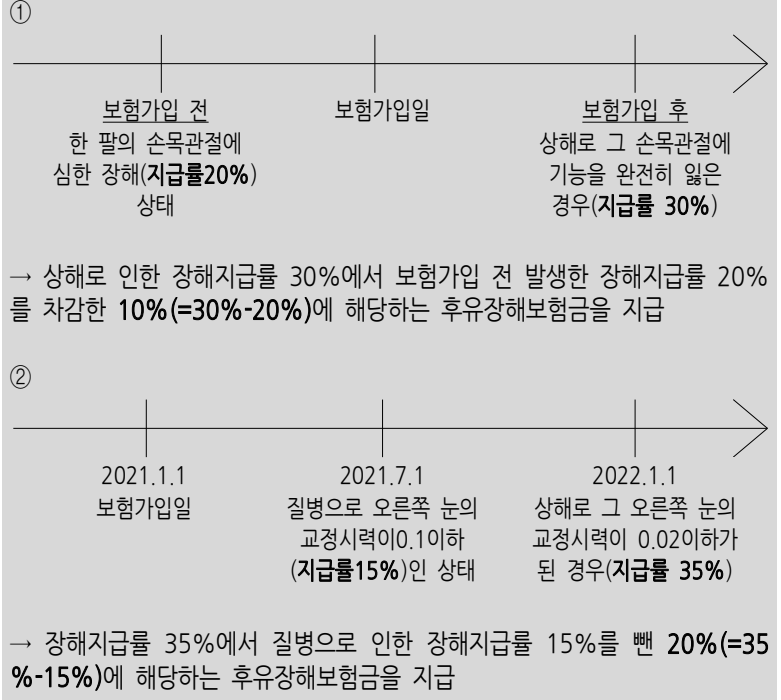 ①
보험가입 전
한 팔의 손목관절에
심한 장해(지급률20%)
상태
보험가입일
보험가입 후
상해로 그 손목관절에
기능을 완전히 잃은
경우(지급률 30%)
→ 상해로 인한 장해지급률 30%에서 보험가입 전 발생한 장해지급률 20%
를 차감한 10%(=30%-20%)에 해당하는 후유장해보험금을 지급
②
2021.1.1
보험가입일
2021.7.1
질병으로 오른쪽 눈의
교정시력이0.1이하
(지급률15%)인 상태
2022.1.1
상해로 그 오른쪽 눈의
교정시력이 0.02이하가
된 경우(지급률 35%)
→ 장해지급률 35%에서 질병으로 인한 장해지급률 15%를 뺀 20%(=35
%-15%)에 해당하는 후유장해보험금을 지급